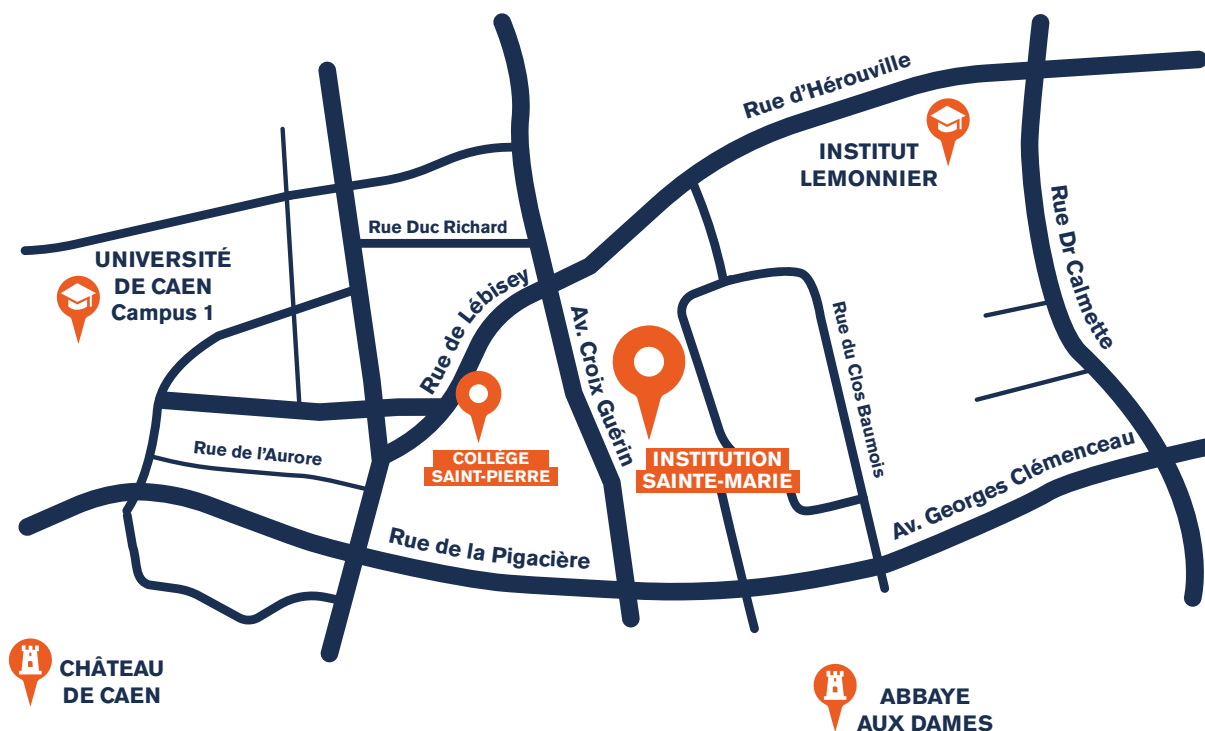 Rue d'Hérouville
INSTITUT
LEMONNIER
Rue Duc Richard
UNIVERSITÉ
DE CAEN
Campus 1
Rue de Lébisey
Av. Croix Guérin
Rue du Clos Baumois
Rue Dr Calmette
Rue de l'Aurore
COLLÈGE
SAINT-PIERRE
INSTITUTION
SAINTE-MARIE
Av. Georges Clémenceau
Rue de la Pigacière
CHÂTEAU
DE CAEN
ABBAYE
AUX DAMES